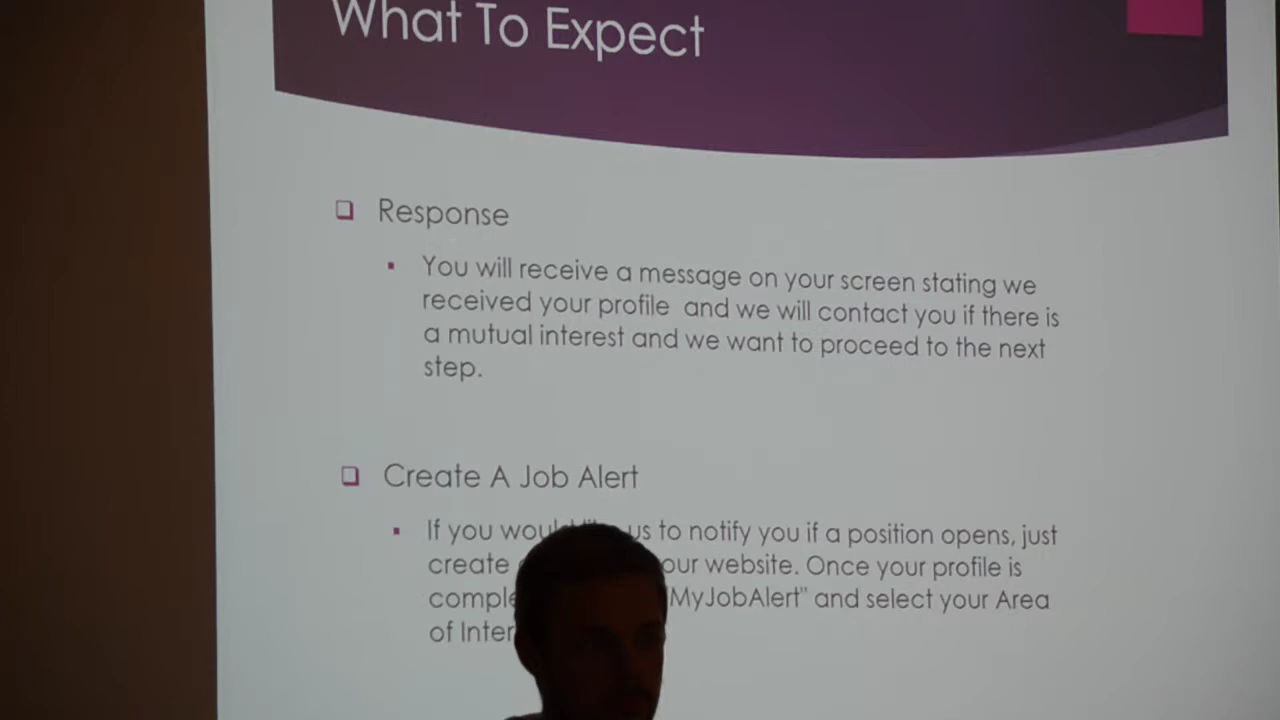 What To Expect
Response
You will receive a message on your screen stating we
received your profile and we will contact you if there is
a mutual interest and we want to proceed to the next
step.
Create A Job Alert
If you us to notify you if a position opens, just
create our website. Once your profile is
"MyJobAlert" and select your Area
of